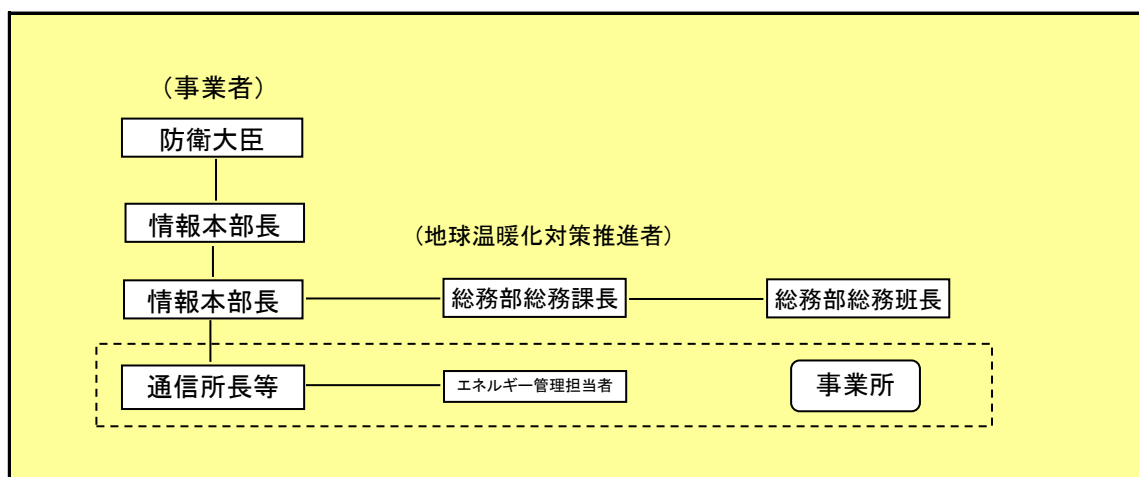 （事業者）
防衛大臣
情報本部長
（地球温暖化対策推進者）
情報本部長
総務部総務課長
総務部総務班長
通信所長等
エネルギー管理担当者
事業所